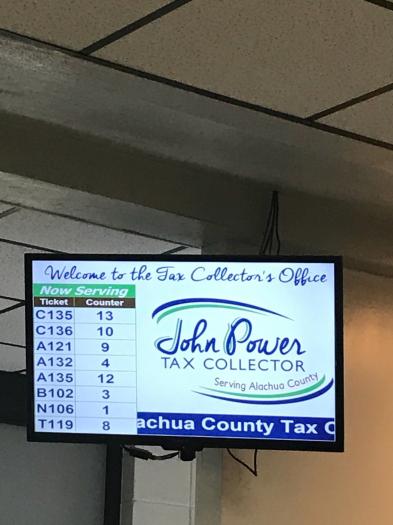 Welcome to the Tax Collector's Office
Now Serving
Ticket Counter
C135 13
C136 10
A121 9
A132 4
A135 12
B102 3
N106 1
T119 8
John Power
TAX COLLECTOR
Serving Alachua County
achua County Tax C